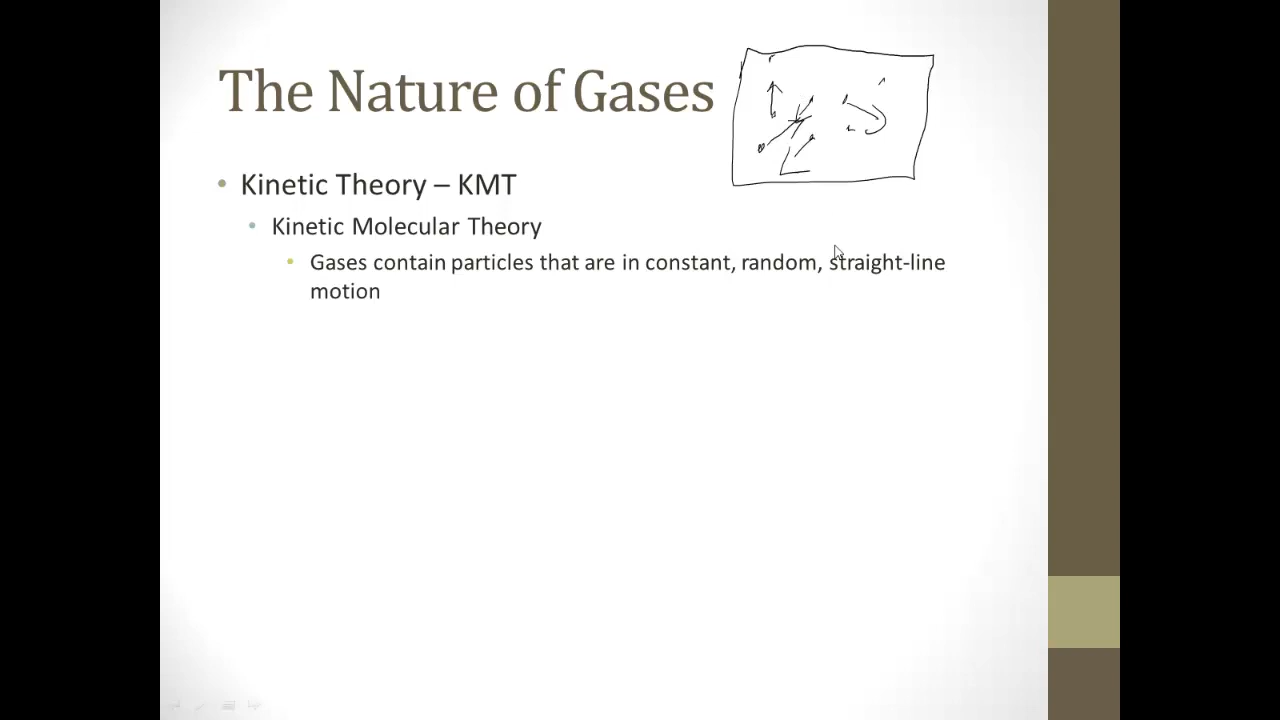 The Nature of Gases
• Kinetic Theory – KMT
• Kinetic Molecular Theory
• Gases contain particles that are in constant, random, straight-line
motion